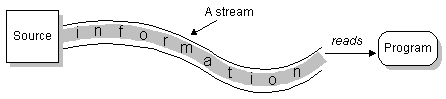 A stream
Source
information
reads
Program